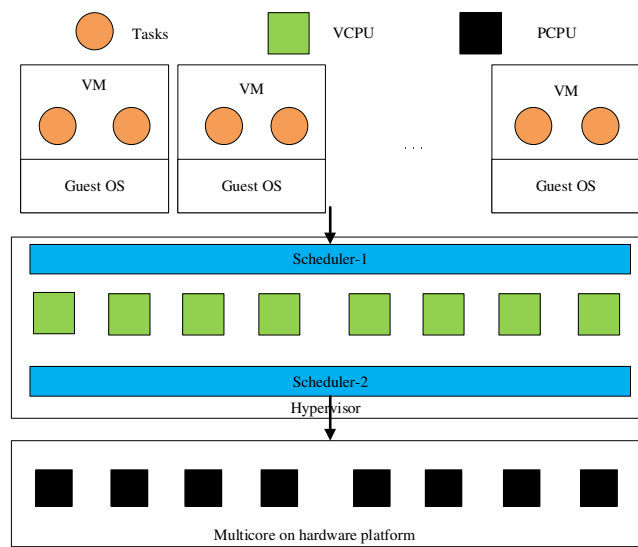 Tasks
VCPU
PCPU
VM
VM
VM
. . .
Guest OS
Guest OS
Guest OS
Scheduler-1
Scheduler-2
Hypervisor
Multicore on hardware platform